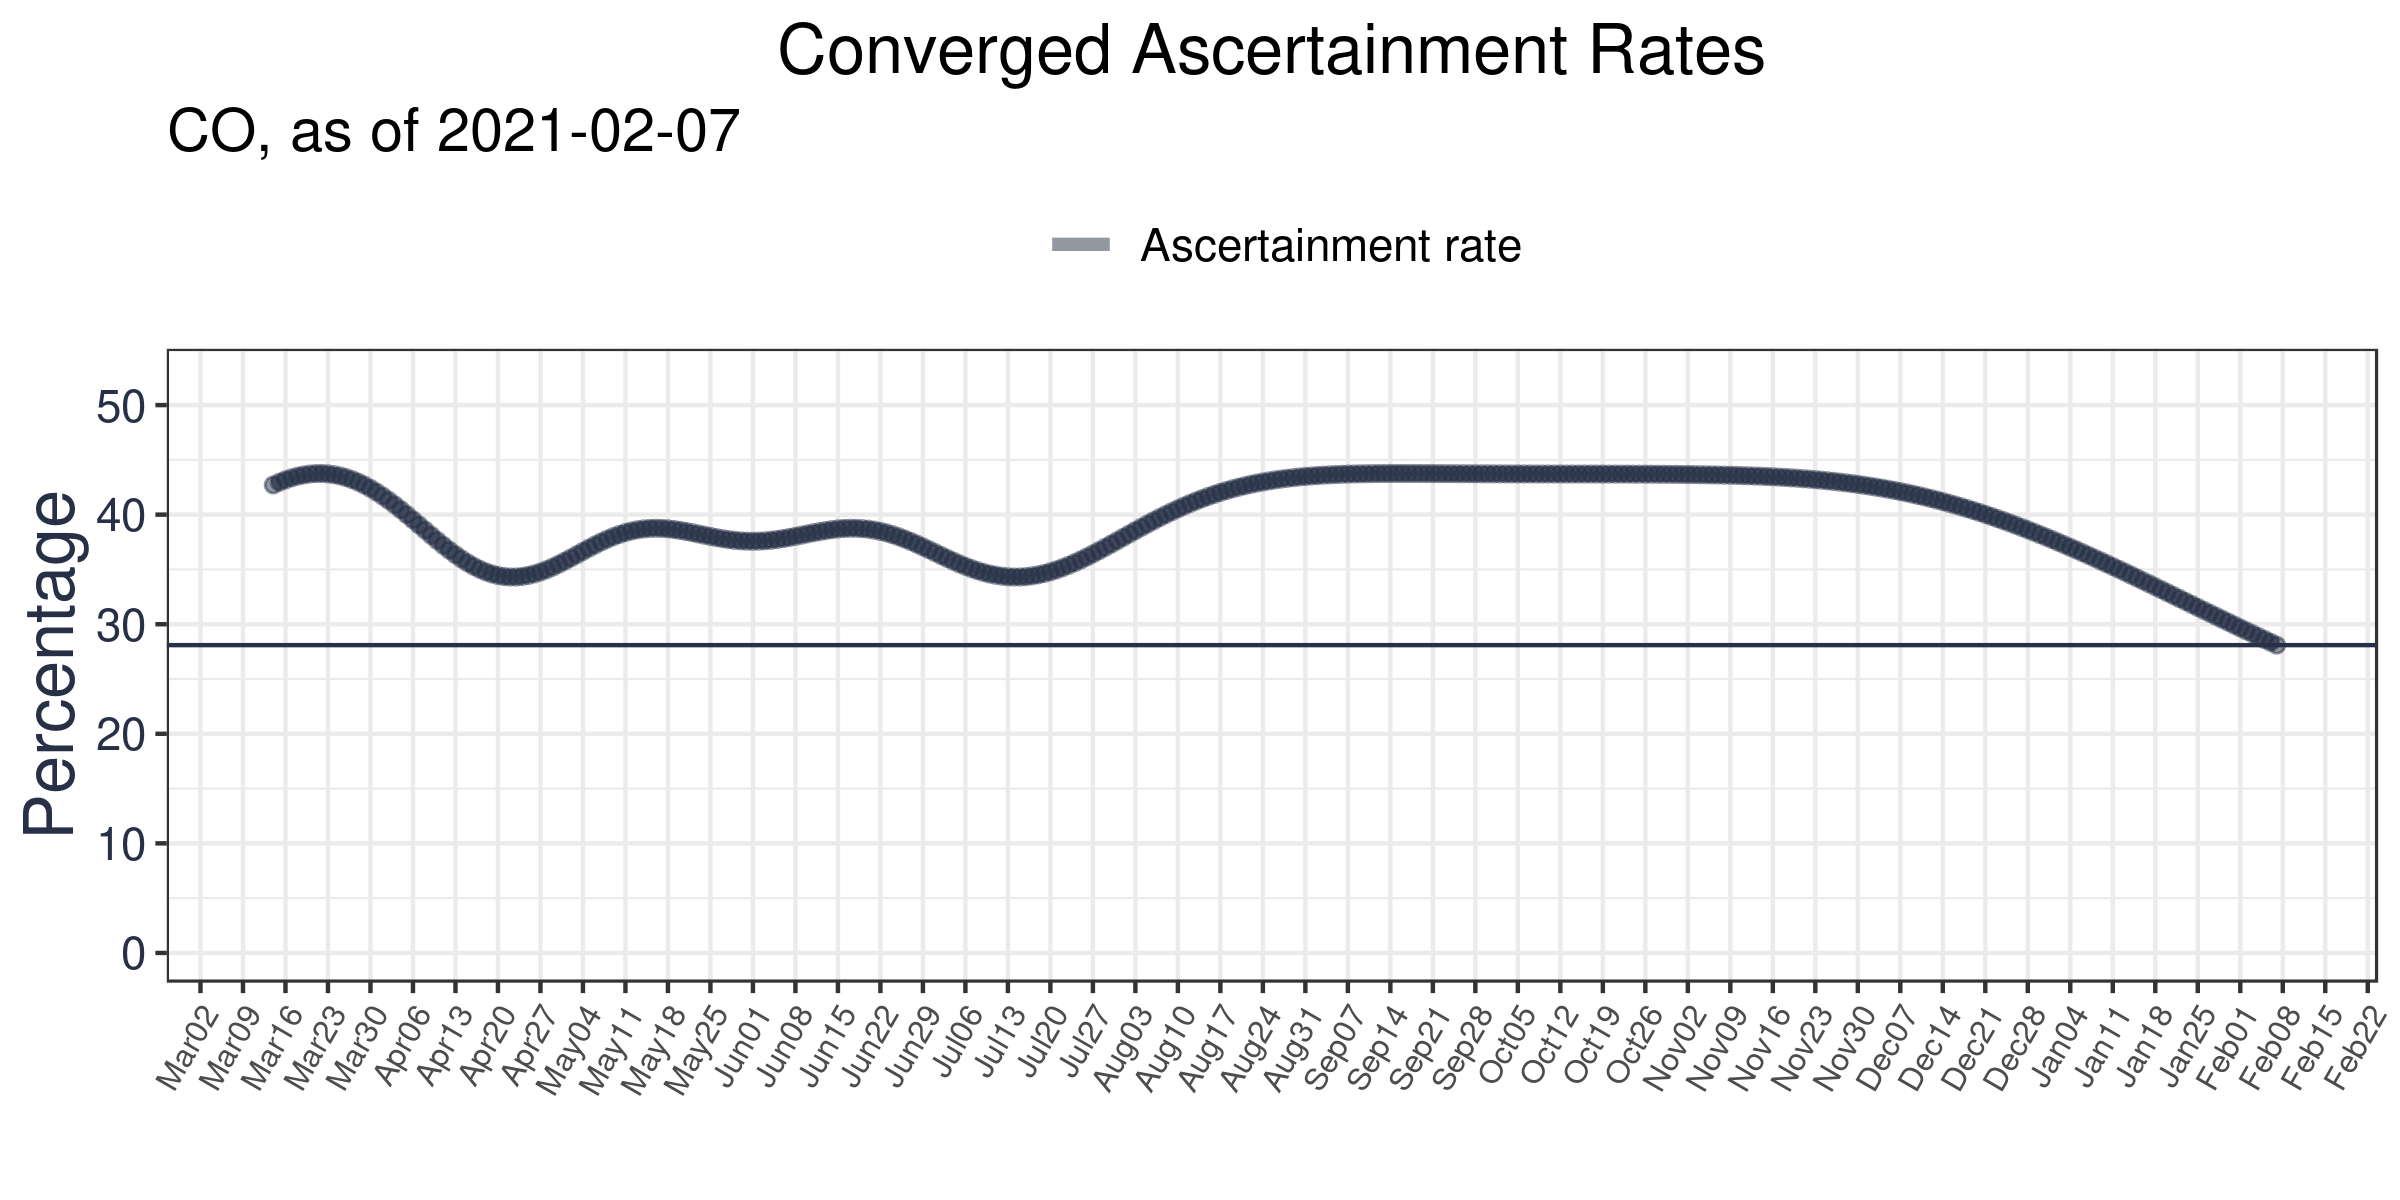 Converged Ascertainment Rates
CO, as of 2021-02-07
Ascertainment rate
Percentage
50
40
30
20
10
0
Mar02 Mar09 Mar16 Mar23 Mar30 Apr06 Apr13 Apr20 Apr27 May04 May11 May18 May25 Jun01 Jun08 Jun15 Jun22 Jun29 Jul06 Jul13 Jul20 Jul27 Aug03 Aug10 Aug17 Aug24 Aug31 Sep07 Sep14 Sep21 Sep28 Oct05 Oct12 Oct19 Oct26 Nov02 Nov09 Nov16 Nov23 Nov30 Dec07 Dec14 Dec21 Dec28 Jan04 Jan11 Jan18 Jan25 Feb01 Feb08 Feb15 Feb22